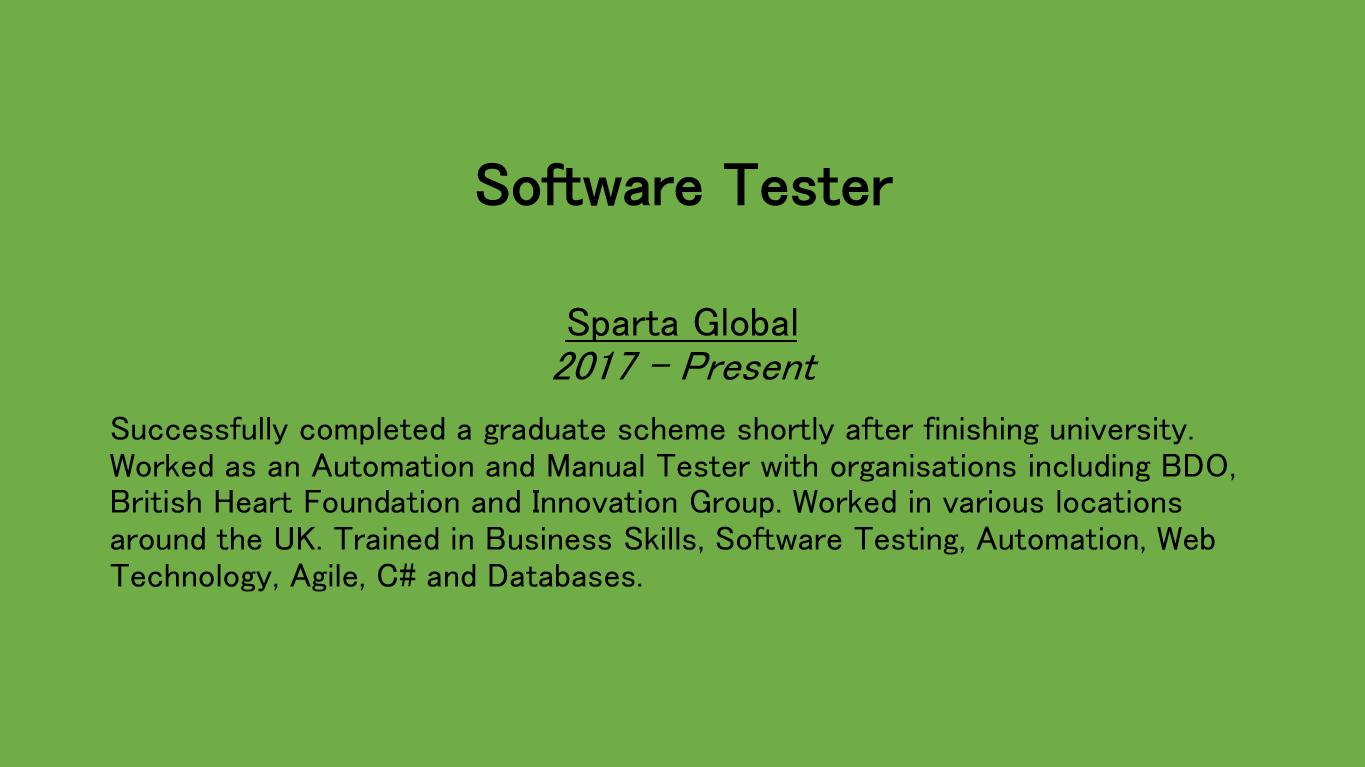 Software Tester
Sparta Global
2017 – Present
Successfully completed a graduate scheme shortly after finishing university.
Worked as an Automation and Manual Tester with organisations including BDO,
British Heart Foundation and Innovation Group. Worked in various locations
around the UK. Trained in Business Skills, Software Testing, Automation, Web
Technology, Agile, C# and Databases.